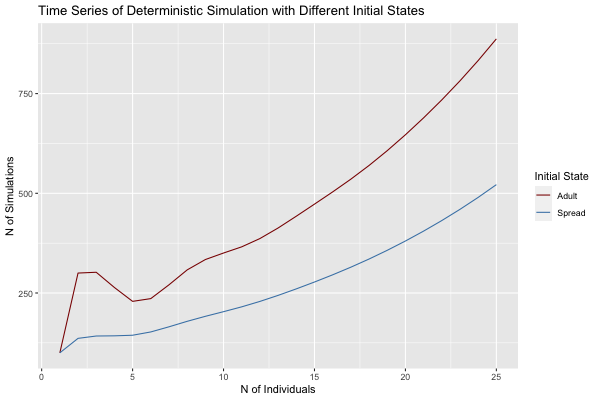 Time Series of Deterministic Simulation with Different Initial States
N of Simulations
750
500
250
0
5
10
15
20
25
N of Individuals
Initial State
Adult
Spread